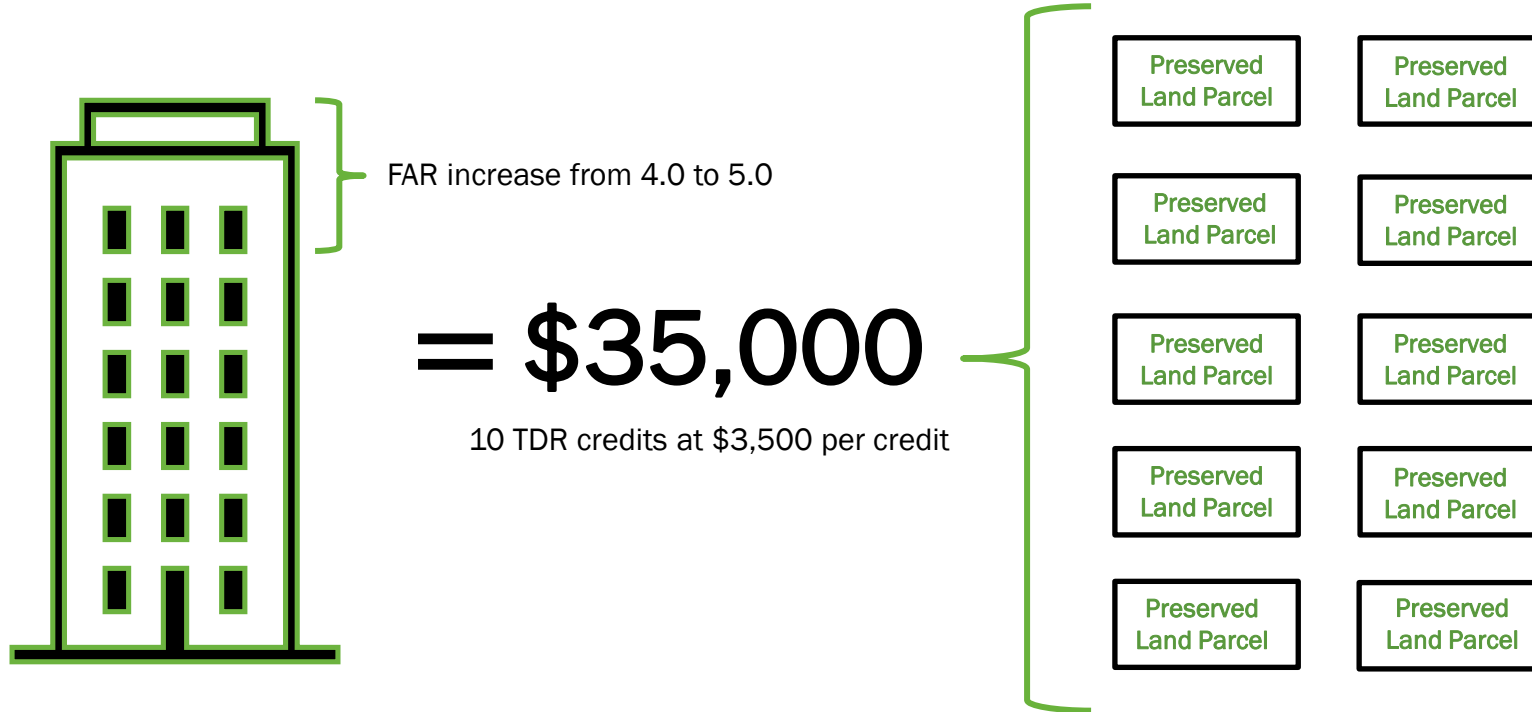 FAR increase from 4.0 to 5.0
= $35,000
10 TDR credits at $3,500 per credit
Preserved
Land Parcel
Preserved
Land Parcel
Preserved
Land Parcel
Preserved
Land Parcel
Preserved
Land Parcel
Preserved
Land Parcel
Preserved
Land Parcel
Preserved
Land Parcel
Preserved
Land Parcel
Preserved
Land Parcel